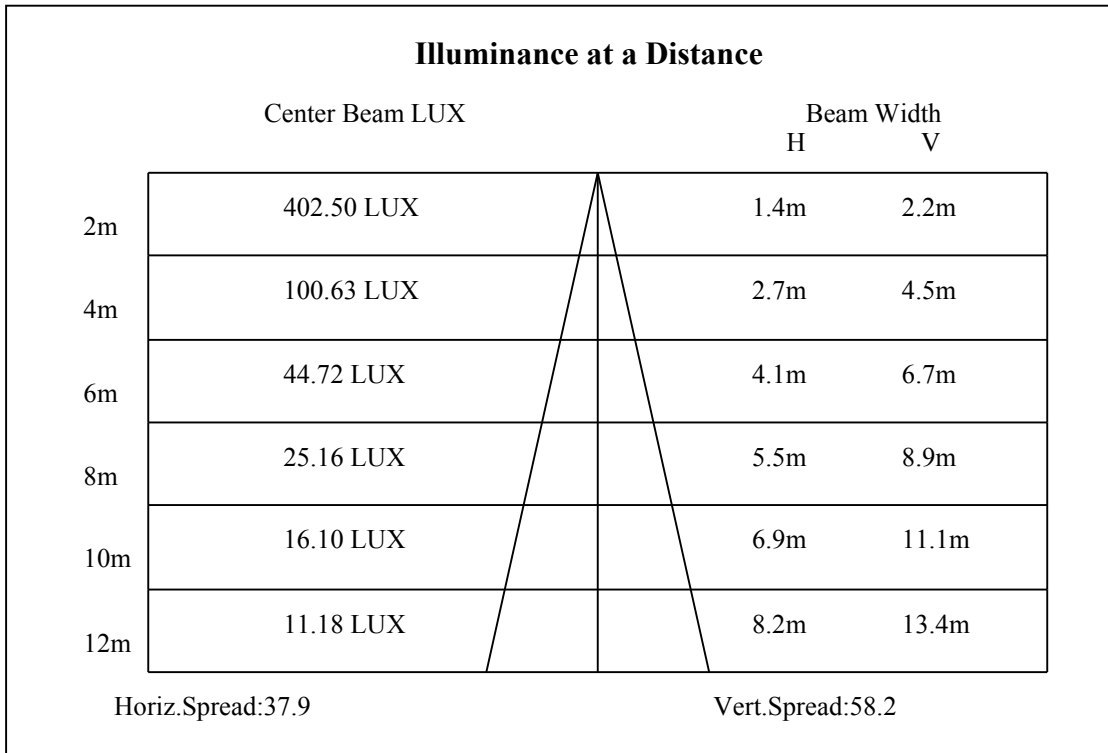 Illuminance at a Distance
Center Beam LUX Beam Width
H V
2m 402.50 LUX 1.4m 2.2m
4m 100.63 LUX 2.7m 4.5m
6m 44.72 LUX 4.1m 6.7m
8m 25.16 LUX 5.5m 8.9m
10m 16.10 LUX 6.9m 11.1m
12m 11.18 LUX 8.2m 13.4m
Horiz.Spread:37.9 Vert.Spread:58.2